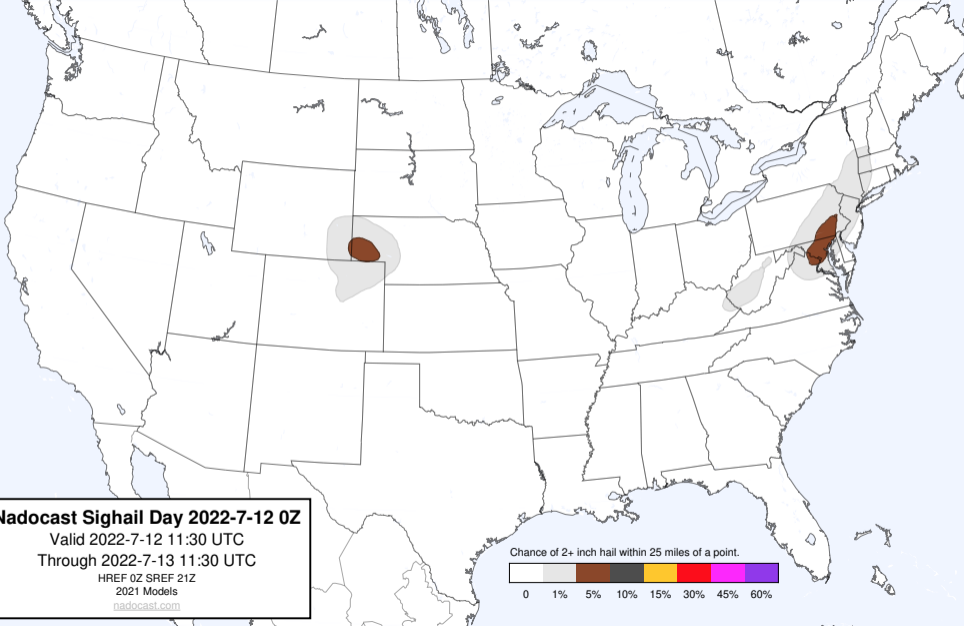 Nadocast Sighail Day 2022-7-12 0Z
Valid 2022-7-12 11:30 UTC
Through 2022-7-13 11:30 UTC
HREF 0Z SREF 21Z
2021 Models
nadocast.com
Chance of 2+ inch hail within 25 miles of a point.
0 1% 5% 10% 15% 30% 45% 60%